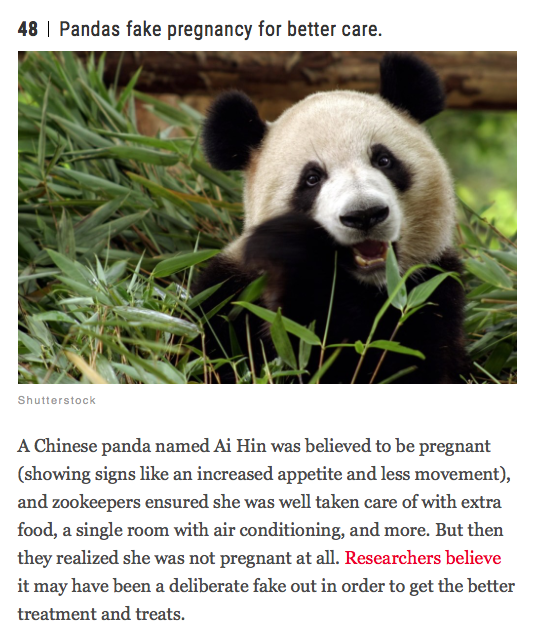 48 | Pandas fake pregnancy for better care.
Shutterstock
A Chinese panda named Ai Hin was believed to be pregnant
(showing signs like an increased appetite and less movement),
and zookeepers ensured she was well taken care of with extra
food, a single room with air conditioning, and more. But then
they realized she was not pregnant at all. Researchers believe
it may have been a deliberate fake out in order to get the better
treatment and treats.